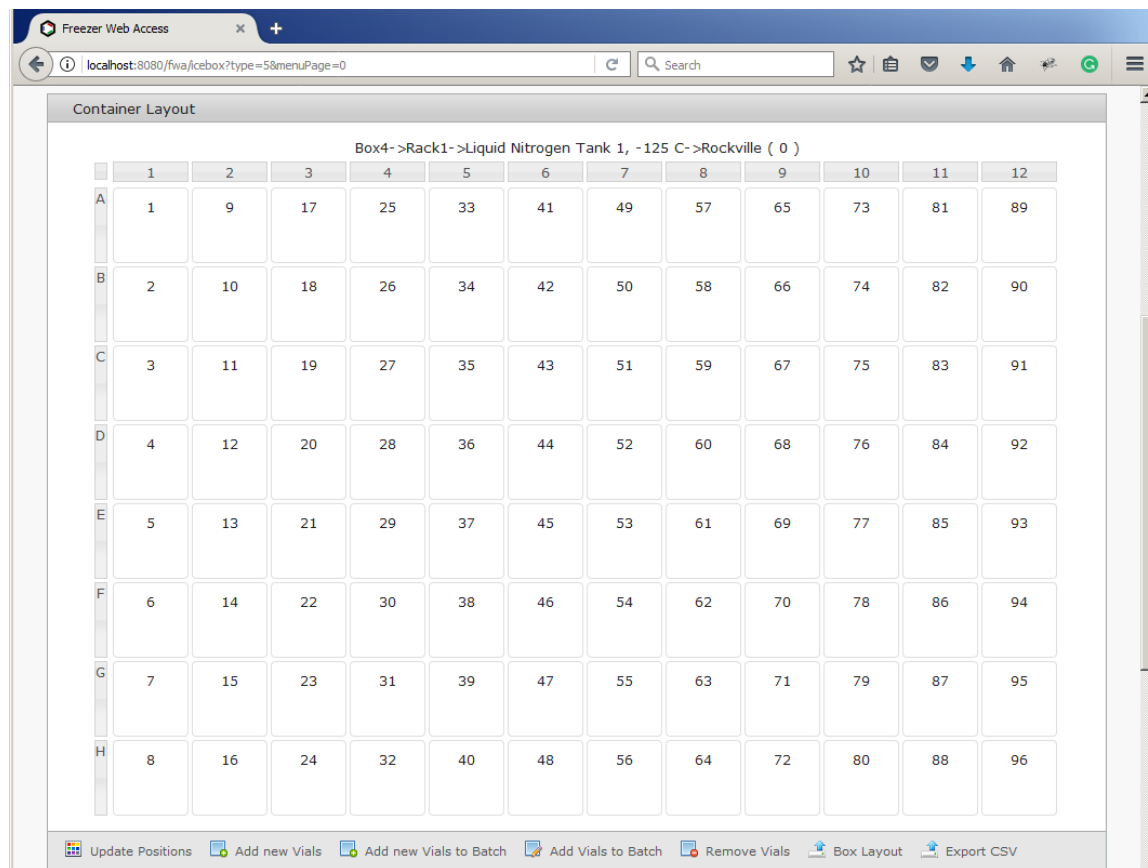 Freezer Web Access
localhost:8080/fwa/icebox?type=5&menuPage=0
Search
Container Layout
Box4->Rack1->Liquid Nitrogen Tank 1, -125 C->Rockville ( 0 )
1 2 3 4 5 6 7 8 9 10 11 12
A 1 9 17 25 33 41 49 57 65 73 81 89
B 2 10 18 26 34 42 50 58 66 74 82 90
C 3 11 19 27 35 43 51 59 67 75 83 91
D 4 12 20 28 36 44 52 60 68 76 84 92
E 5 13 21 29 37 45 53 61 69 77 85 93
F 6 14 22 30 38 46 54 62 70 78 86 94
G 7 15 23 31 39 47 55 63 71 79 87 95
H 8 16 24 32 40 48 56 64 72 80 88 96
Update Positions Add new Vials Add new Vials to Batch Add Vials to Batch Remove Vials Box Layout Export CSV